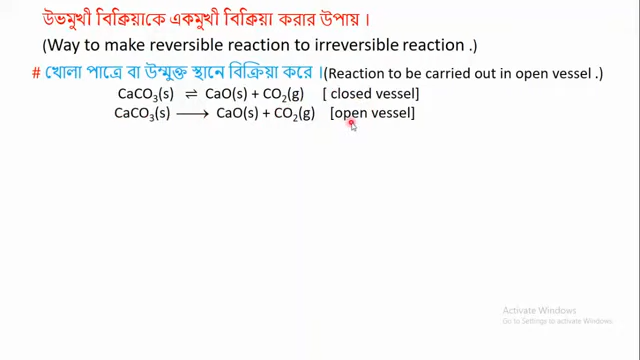 উভমুখী বিক্রিয়াকে একমুখী বিক্রিয়া করার উপায় ।
(Way to make reversible reaction to irreversible reaction .)
# খোলা পাত্রে বা উম্মুক্ত স্থানে বিক্রিয়া করে । (Reaction to be carried out in open vessel .)
CaCO₃(s) ⇌ CaO(s) + CO₂(g) [ closed vessel]
CaCO₃(s) ⟶ CaO(s) + CO₂(g) [open vessel]
Activate Windows
Go to Settings to activate Windows.